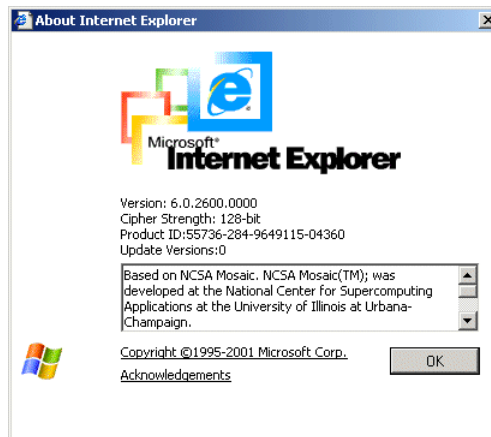 About Internet Explorer
Microsoft®
Internet Explorer
Version: 6.0.2600.0000
Cipher Strength: 128-bit
Product ID:55736-284-9649115-04360
Update Versions:0
Based on NCSA Mosaic. NCSA Mosaic(TM); was
developed at the National Center for Supercomputing
Applications at the University of Illinois at Urbana-
Champaign.
Copyright ©1995-2001 Microsoft Corp.
OK
Acknowledgements